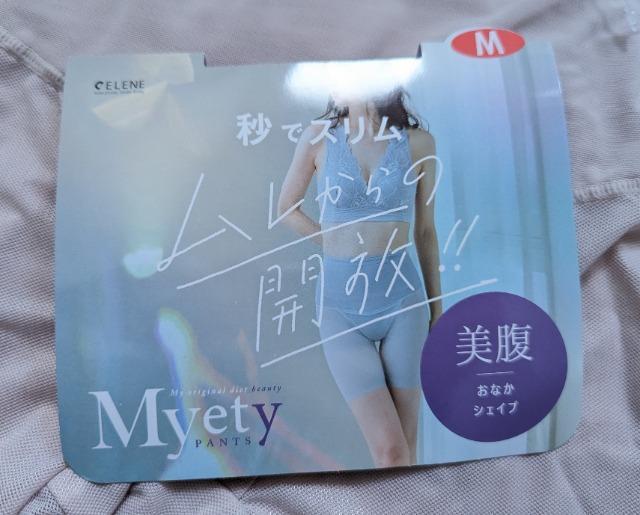 M
ELENE
秒でスリム
ムレからの
開放!!
美腹
おなか
シェイプ
My original dior beauty
Myety
PANTS